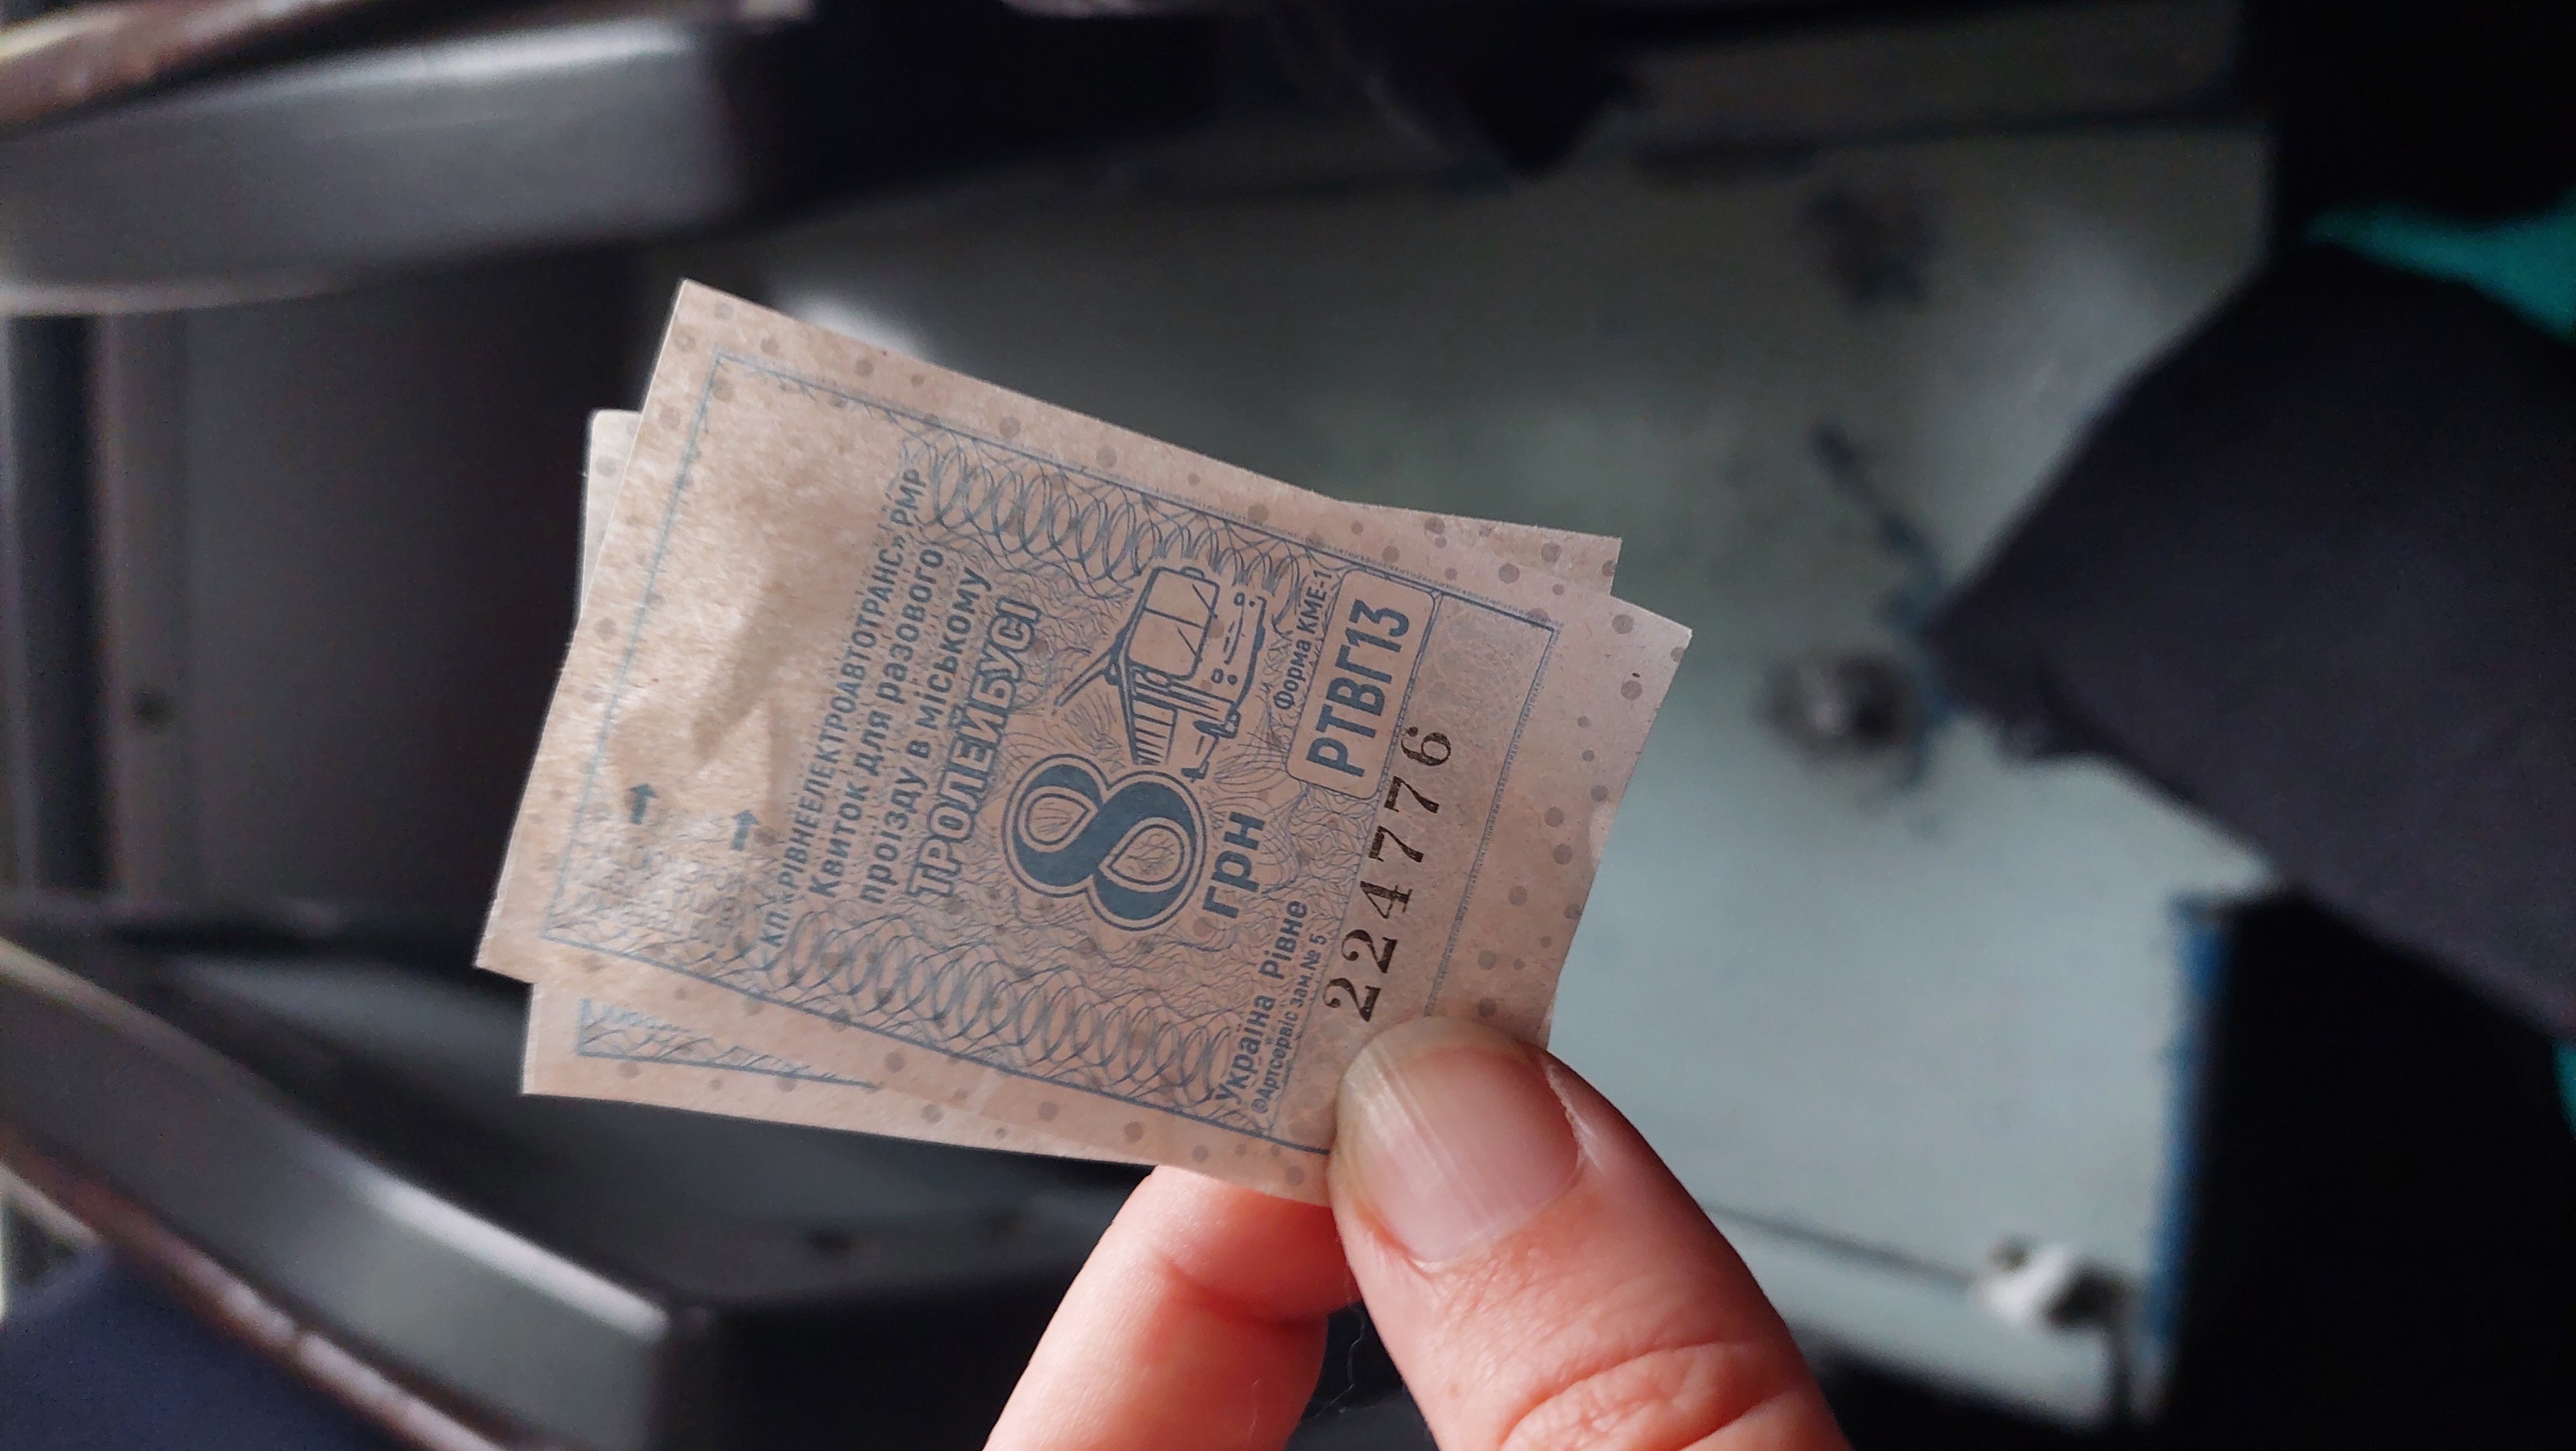 КП «РІВНЕЕЛЕКТРОАВТОТРАНС» РМР
Квиток для разового
проїзду в міському
ТРОЛЕЙБУСІ
8
ГРН
Форма КМЕ-1
Україна Рівне
РТВГ13
©Артсервіс Зам.№ 5
224776